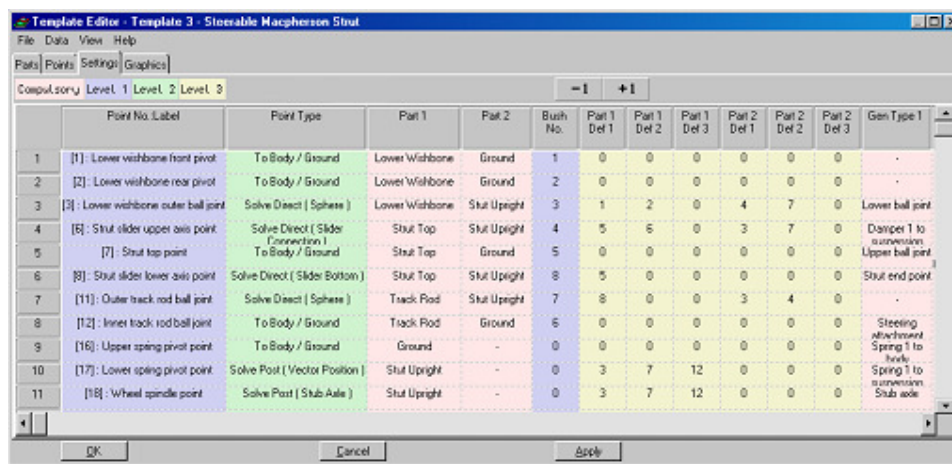 Template Editor - Template 3 - Steerable Macpherson Strut
File Data View Help
Parts Points Settings Graphics
Compulsory Level 1 Level 2 Level 3 -1 +1
Point No.:Label Point Type Part 1 Part 2 Bush No. Part 1 Def 1 Part 1 Def 2 Part 1 Def 3 Part 2 Def 1 Part 2 Def 2 Part 2 Def 3 Gen Type 1
1 [1] : Lower wishbone front pivot To Body / Ground Lower Wishbone Ground 1 0 0 0 0 0 0 -
2 [2] : Lower wishbone rear pivot To Body / Ground Lower Wishbone Ground 2 0 0 0 0 0 0 -
3 [3] : Lower wishbone outer ball joint Solve Direct ( Sphere ) Lower Wishbone Stut Upright 3 1 2 0 4 7 0 Lower ball joint
4 [6] : Strut slider upper axis point Solve Direct ( Slider Connection ) Stut Top Stut Upright 4 5 6 0 3 7 0 Damper 1 to suspension
5 [7] : Strut top point To Body / Ground Stut Top Ground 5 0 0 0 0 0 0 Upper ball joint
6 [8] : Strut slider lower axis point Solve Direct ( Slider Bottom ) Stut Top Stut Upright 8 5 0 0 0 0 0 Strut end point
7 [11] : Outer track rod ball joint Solve Direct ( Sphere ) Track Rod Stut Upright 7 8 0 0 3 4 0 -
8 [12] : Inner track rod ball joint To Body / Ground Track Rod Ground 6 0 0 0 0 0 0 Steering attachment
9 [16] : Upper spring pivot point To Body / Ground Ground - 0 0 0 0 0 0 0 Spring 1 to body
10 [17] : Lower spring pivot point Solve Post ( Vector Position ) Stut Upright - 0 3 7 12 0 0 0 Spring 1 to suspension
11 [18] : Wheel spindle point Solve Post ( Stub Axle ) Stut Upright - 0 3 7 12 0 0 0 Stub axle
OK Cancel Apply